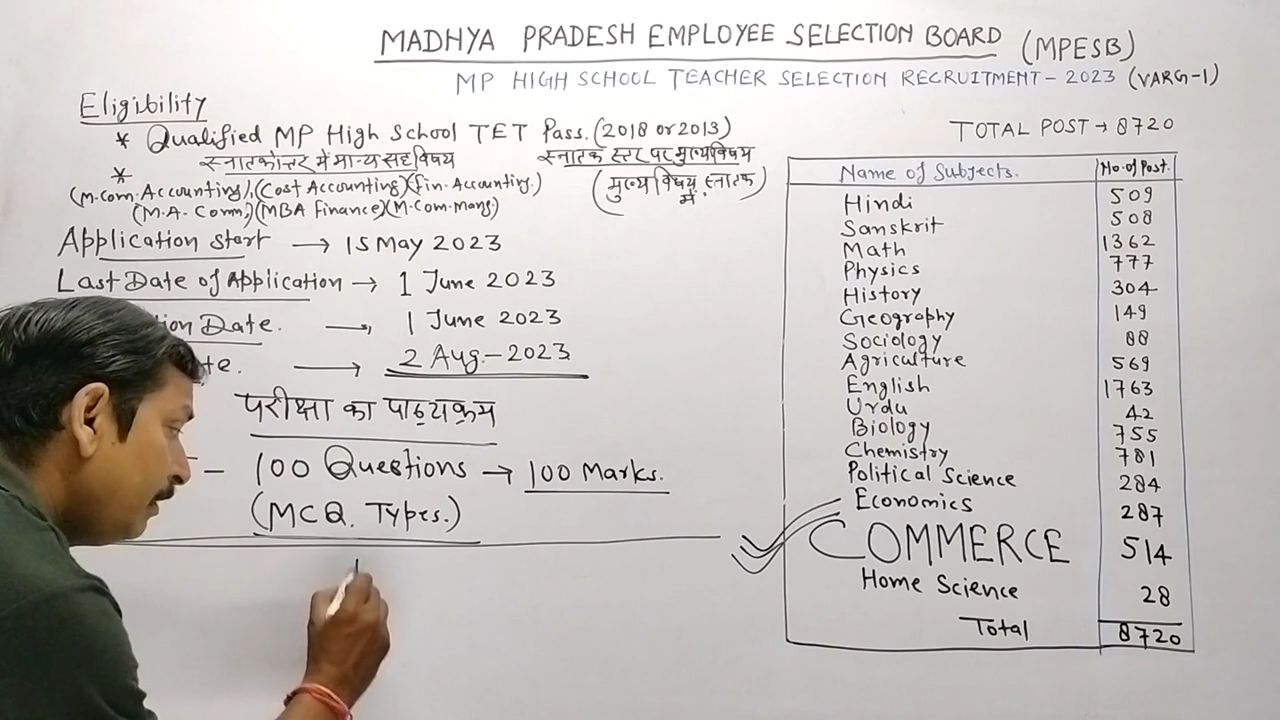 MADHYA PRADESH EMPLOYEE SELECTION BOARD (MPESB)
MP HIGH SCHOOL TEACHER SELECTION RECRUITMENT - 2023 (VARG-1)
Eligibility
* Qualified MP High School TET Pass. (2018 or 2013)
* स्नातकोत्तर में मान्य सह विषय स्नातक स्तर पर मुख्य विषय
(M.Com. Accounting), (Cost Accounting) (Fin. Accounting.)
(M.A. Comm,) (MBA Finance) (M.Com. Mang.)
(मुख्य विषय स्नातक में.)
Application Start → 15 May 2023
Last Date of Application → 1 June 2023
ion Date. → 1 June 2023
te. → 2 Aug - 2023
परीक्षा का पाठ्यक्रम
- 100 Questions → 100 Marks.
(MCQ. Types.)
TOTAL POST → 8720
Name of Subjects. No. of Post.
Hindi 509
Sanskrit 508
Math 1362
Physics 777
History 304
Geography 149
Sociology 88
Agriculture 569
English 1763
Urdu 42
Biology 755
Chemistry 781
Political Science 284
Economics 287
COMMERCE 514
Home Science 28
Total 8720